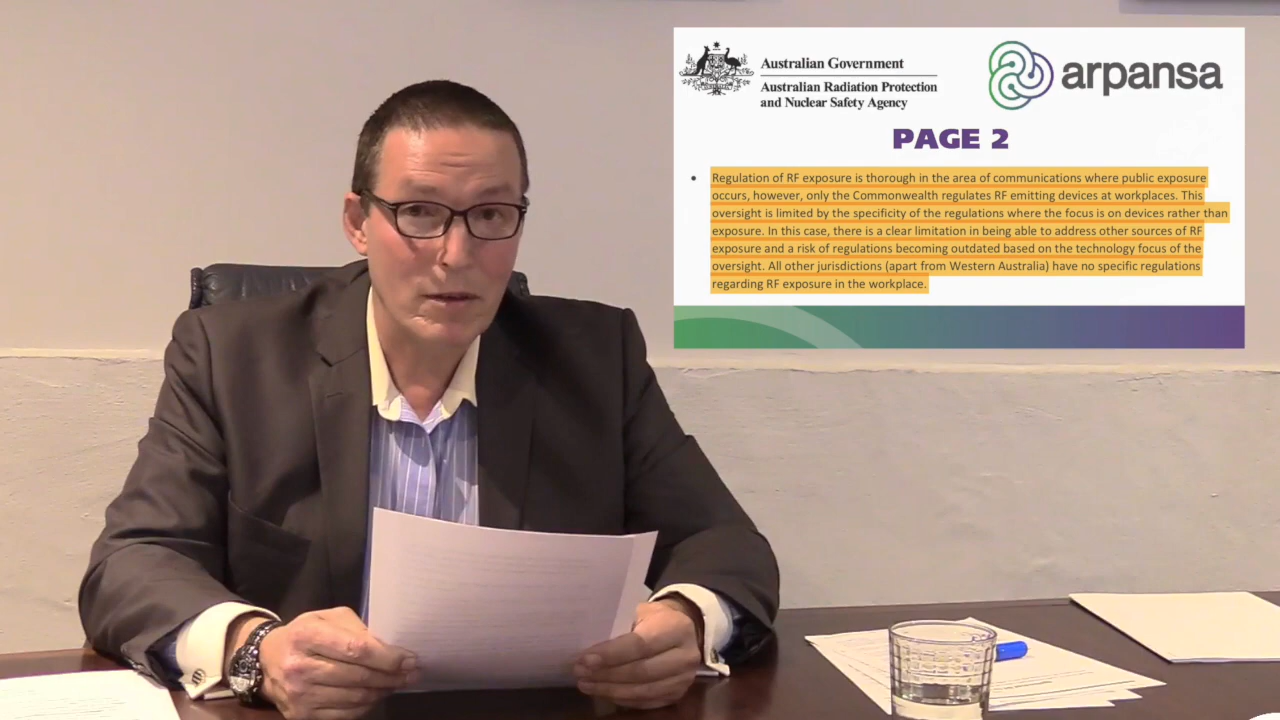 Australian Government
Australian Radiation Protection
and Nuclear Safety Agency
arpansa
PAGE 2
• Regulation of RF exposure is thorough in the area of communications where public exposure
occurs, however, only the Commonwealth regulates RF emitting devices at workplaces. This
oversight is limited by the specificity of the regulations where the focus is on devices rather than
exposure. In this case, there is a clear limitation in being able to address other sources of RF
exposure and a risk of regulations becoming outdated based on the technology focus of the
oversight. All other jurisdictions (apart from Western Australia) have no specific regulations
regarding RF exposure in the workplace.